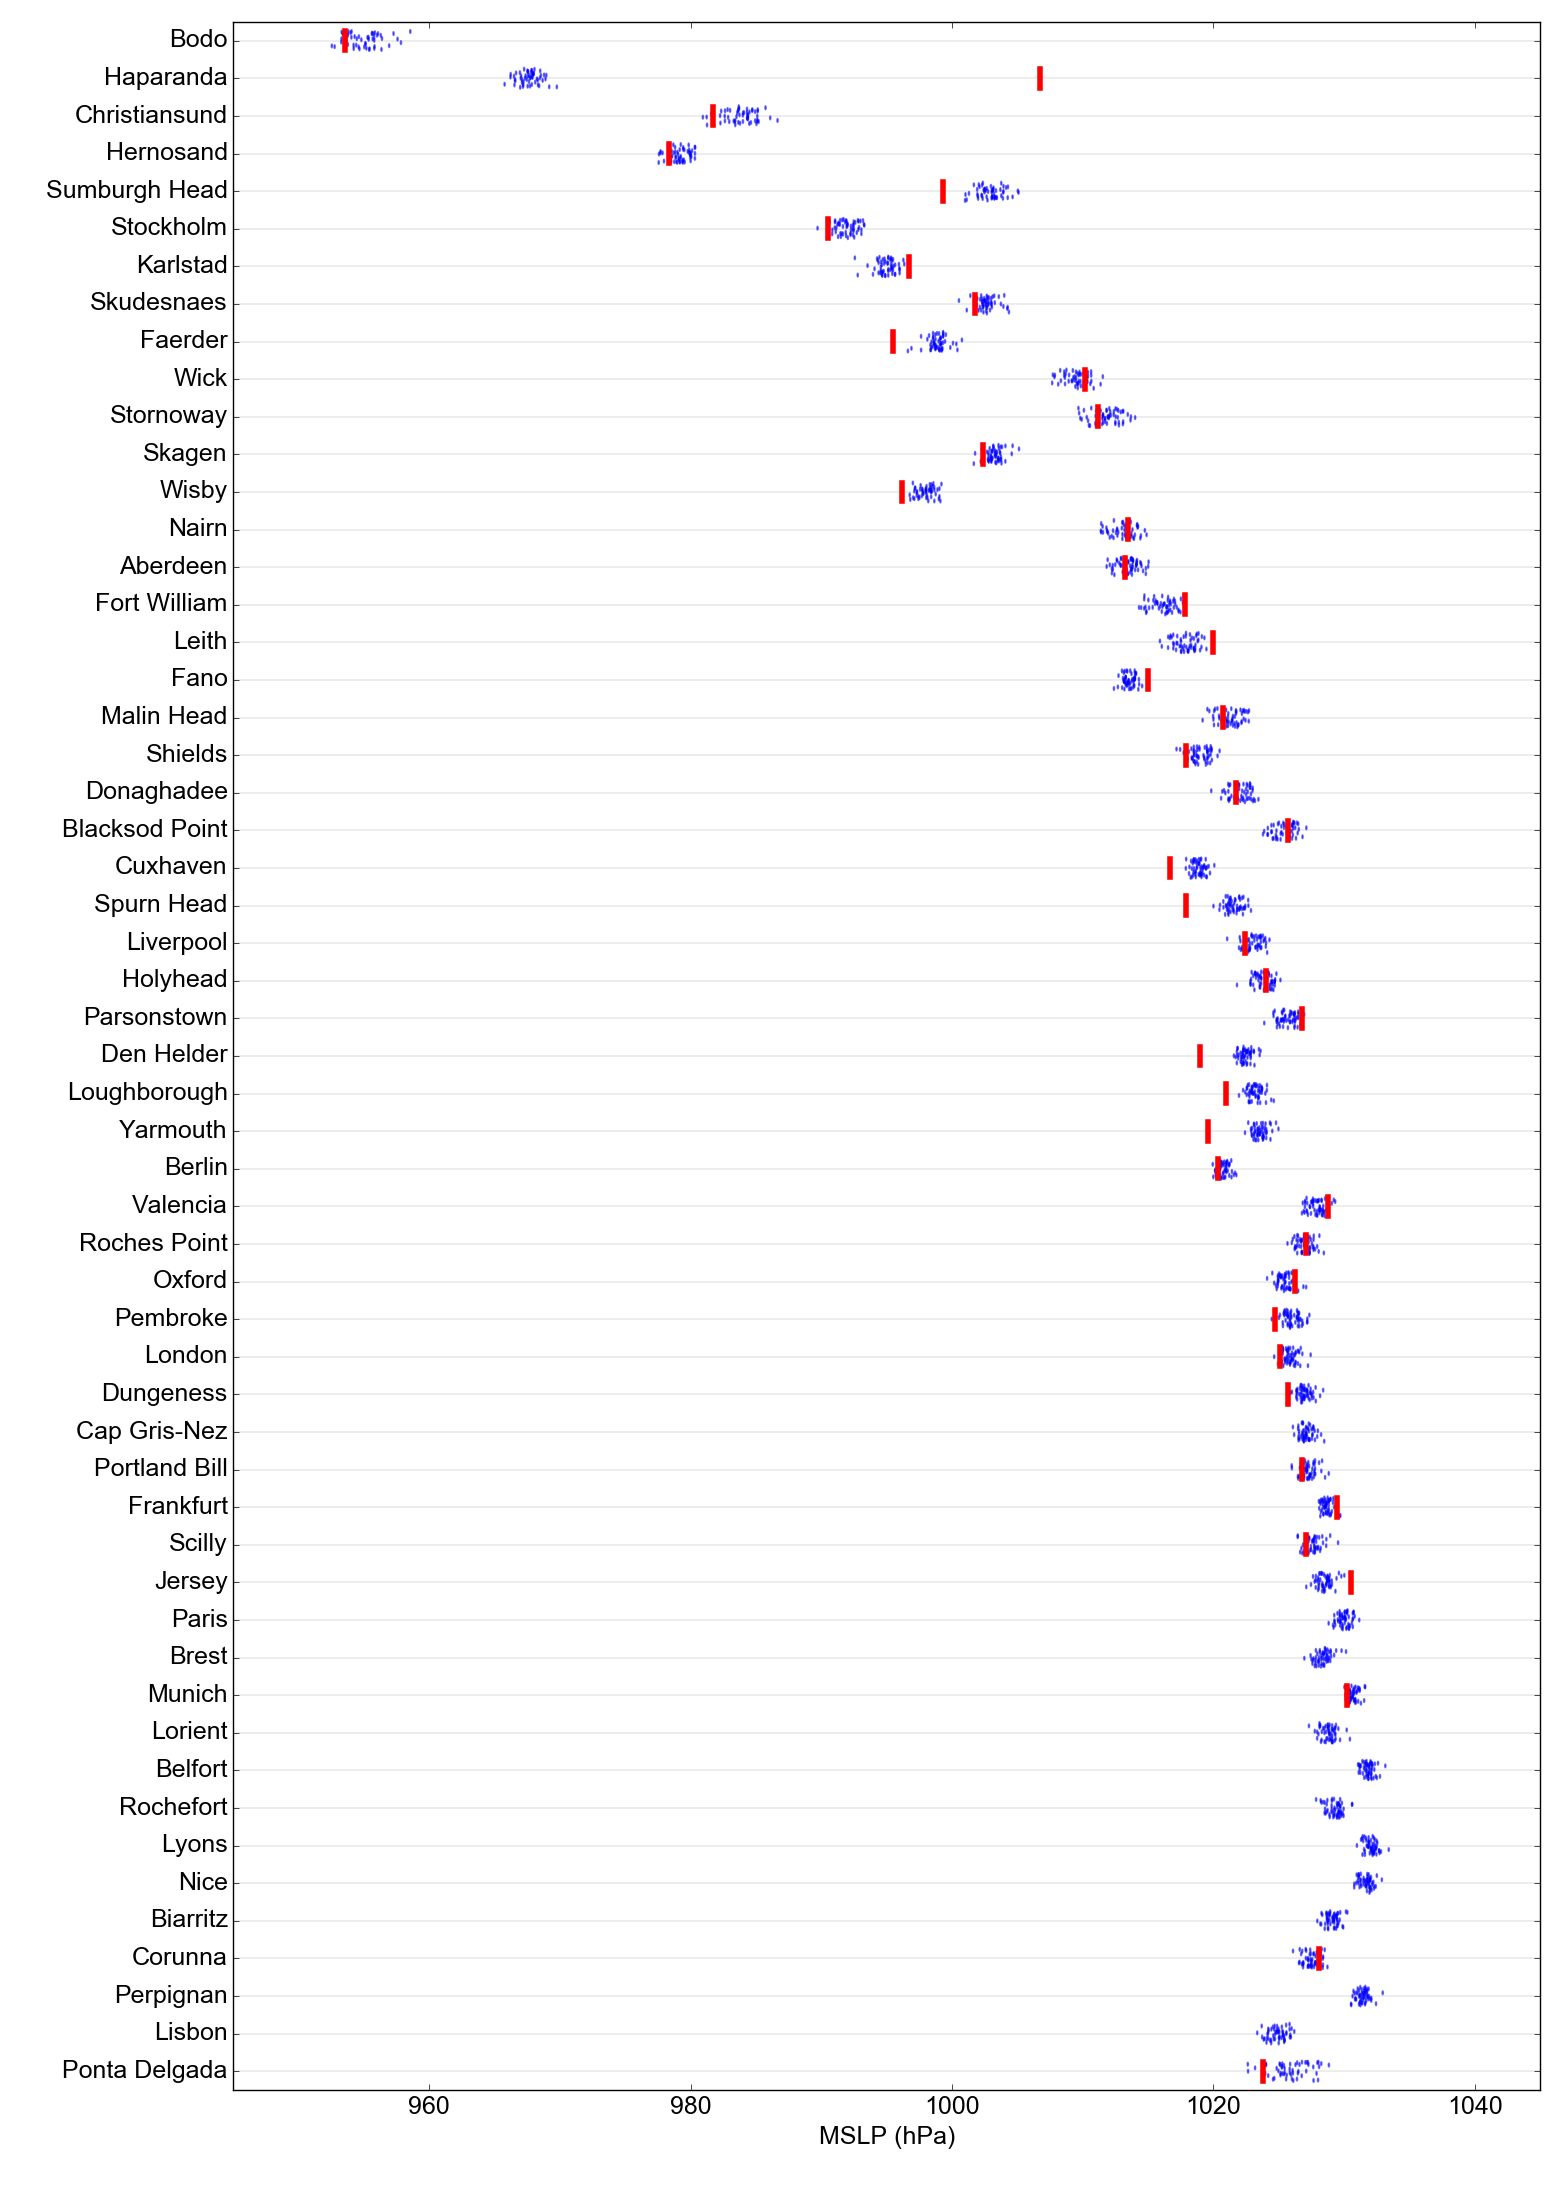 Bodo
Haparanda
Christiansund
Hernosand
Sumburgh Head
Stockholm
Karlstad
Skudesnaes
Faerder
Wick
Stornoway
Skagen
Wisby
Nairn
Aberdeen
Fort William
Leith
Fano
Malin Head
Shields
Donaghadee
Blacksod Point
Cuxhaven
Spurn Head
Liverpool
Holyhead
Parsonstown
Den Helder
Loughborough
Yarmouth
Berlin
Valencia
Roches Point
Oxford
Pembroke
London
Dungeness
Cap Gris-Nez
Portland Bill
Frankfurt
Scilly
Jersey
Paris
Brest
Munich
Lorient
Belfort
Rochefort
Lyons
Nice
Biarritz
Corunna
Perpignan
Lisbon
Ponta Delgada
960 980 1000 1020 1040
MSLP (hPa)